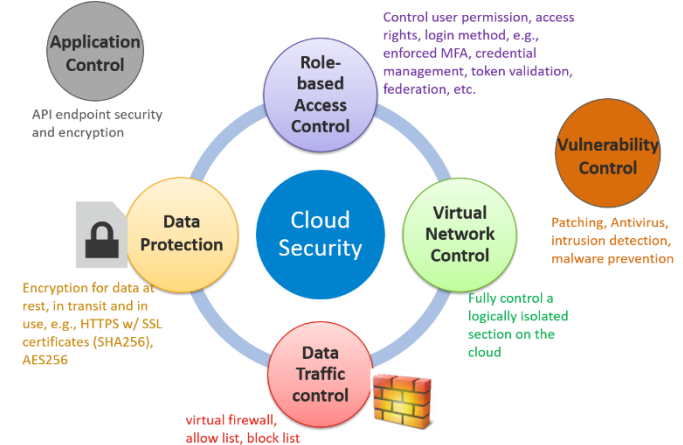 Application
Control
API endpoint security
and encryption
Role-
based
Access
Control
Control user permission, access
rights, login method, e.g.,
enforced MFA, credential
management, token validation,
federation, etc.
Vulnerability
Control
Patching, Antivirus,
intrusion detection,
malware prevention
Data
Protection
Encryption for data at
rest, in transit and in
use, e.g., HTTPS w/ SSL
certificates (SHA256),
AES256
Cloud
Security
Virtual
Network
Control
Fully control a
logically isolated
section on the
cloud
Data
Traffic
control
virtual firewall,
allow list, block list